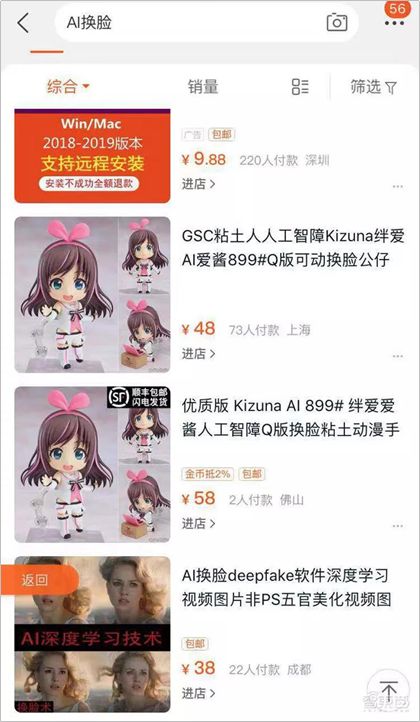 56
AI换脸
综合
销量
筛选
Win/Mac
2018-2019版本
支持远程安装
安装不成功全额退款
广告
包邮
¥ 9.88 220人付款 深圳
进店 >
GSC粘土人人工智障Kizuna绊爱
AI爱酱899#Q版可动换脸公仔
¥ 48 73人付款 上海
进店 >
SF 顺丰包邮
闪电发货
优质版 Kizuna AI 899# 绊爱爱
酱人工智障Q版换脸粘土动漫手
金币抵2% 包邮
¥ 58 2人付款 佛山
进店 >
返回
AI深度学习技术
换脸术
AI换脸deepfake软件深度学习
视频图片非PS五官美化视频图
包邮
¥ 38 22人付款 成都
进店 >